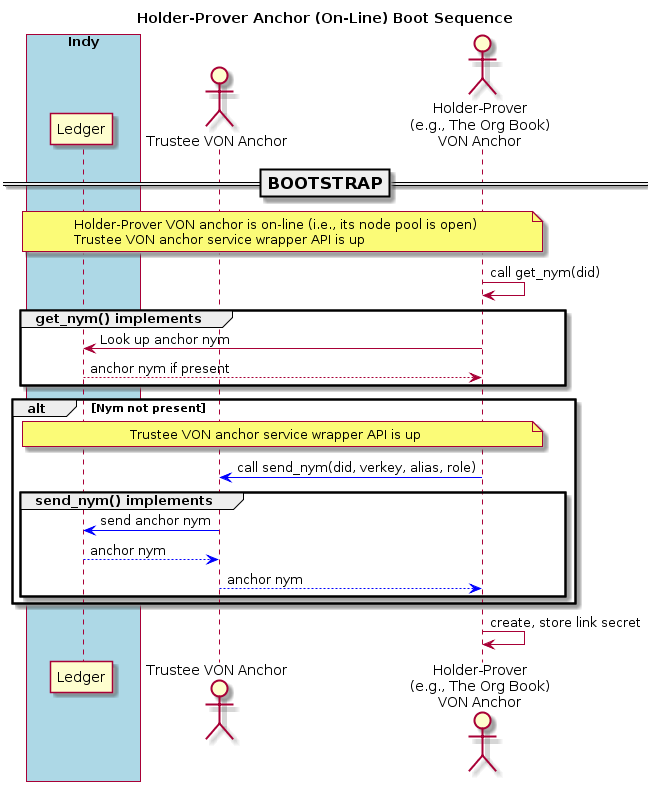 Holder-Prover Anchor (On-Line) Boot Sequence
Indy
Ledger
Trustee VON Anchor
Holder-Prover
(e.g., The Org Book)
VON Anchor
BOOTSTRAP
Holder-Prover VON anchor is on-line (i.e., its node pool is open)
Trustee VON anchor service wrapper API is up
call get_nym(did)
get_nym() implements
Look up anchor nym
anchor nym if present
alt
[Nym not present]
Trustee VON anchor service wrapper API is up
call send_nym(did, verkey, alias, role)
send_nym() implements
send anchor nym
anchor nym
anchor nym
create, store link secret
Ledger
Trustee VON Anchor
Holder-Prover
(e.g., The Org Book)
VON Anchor